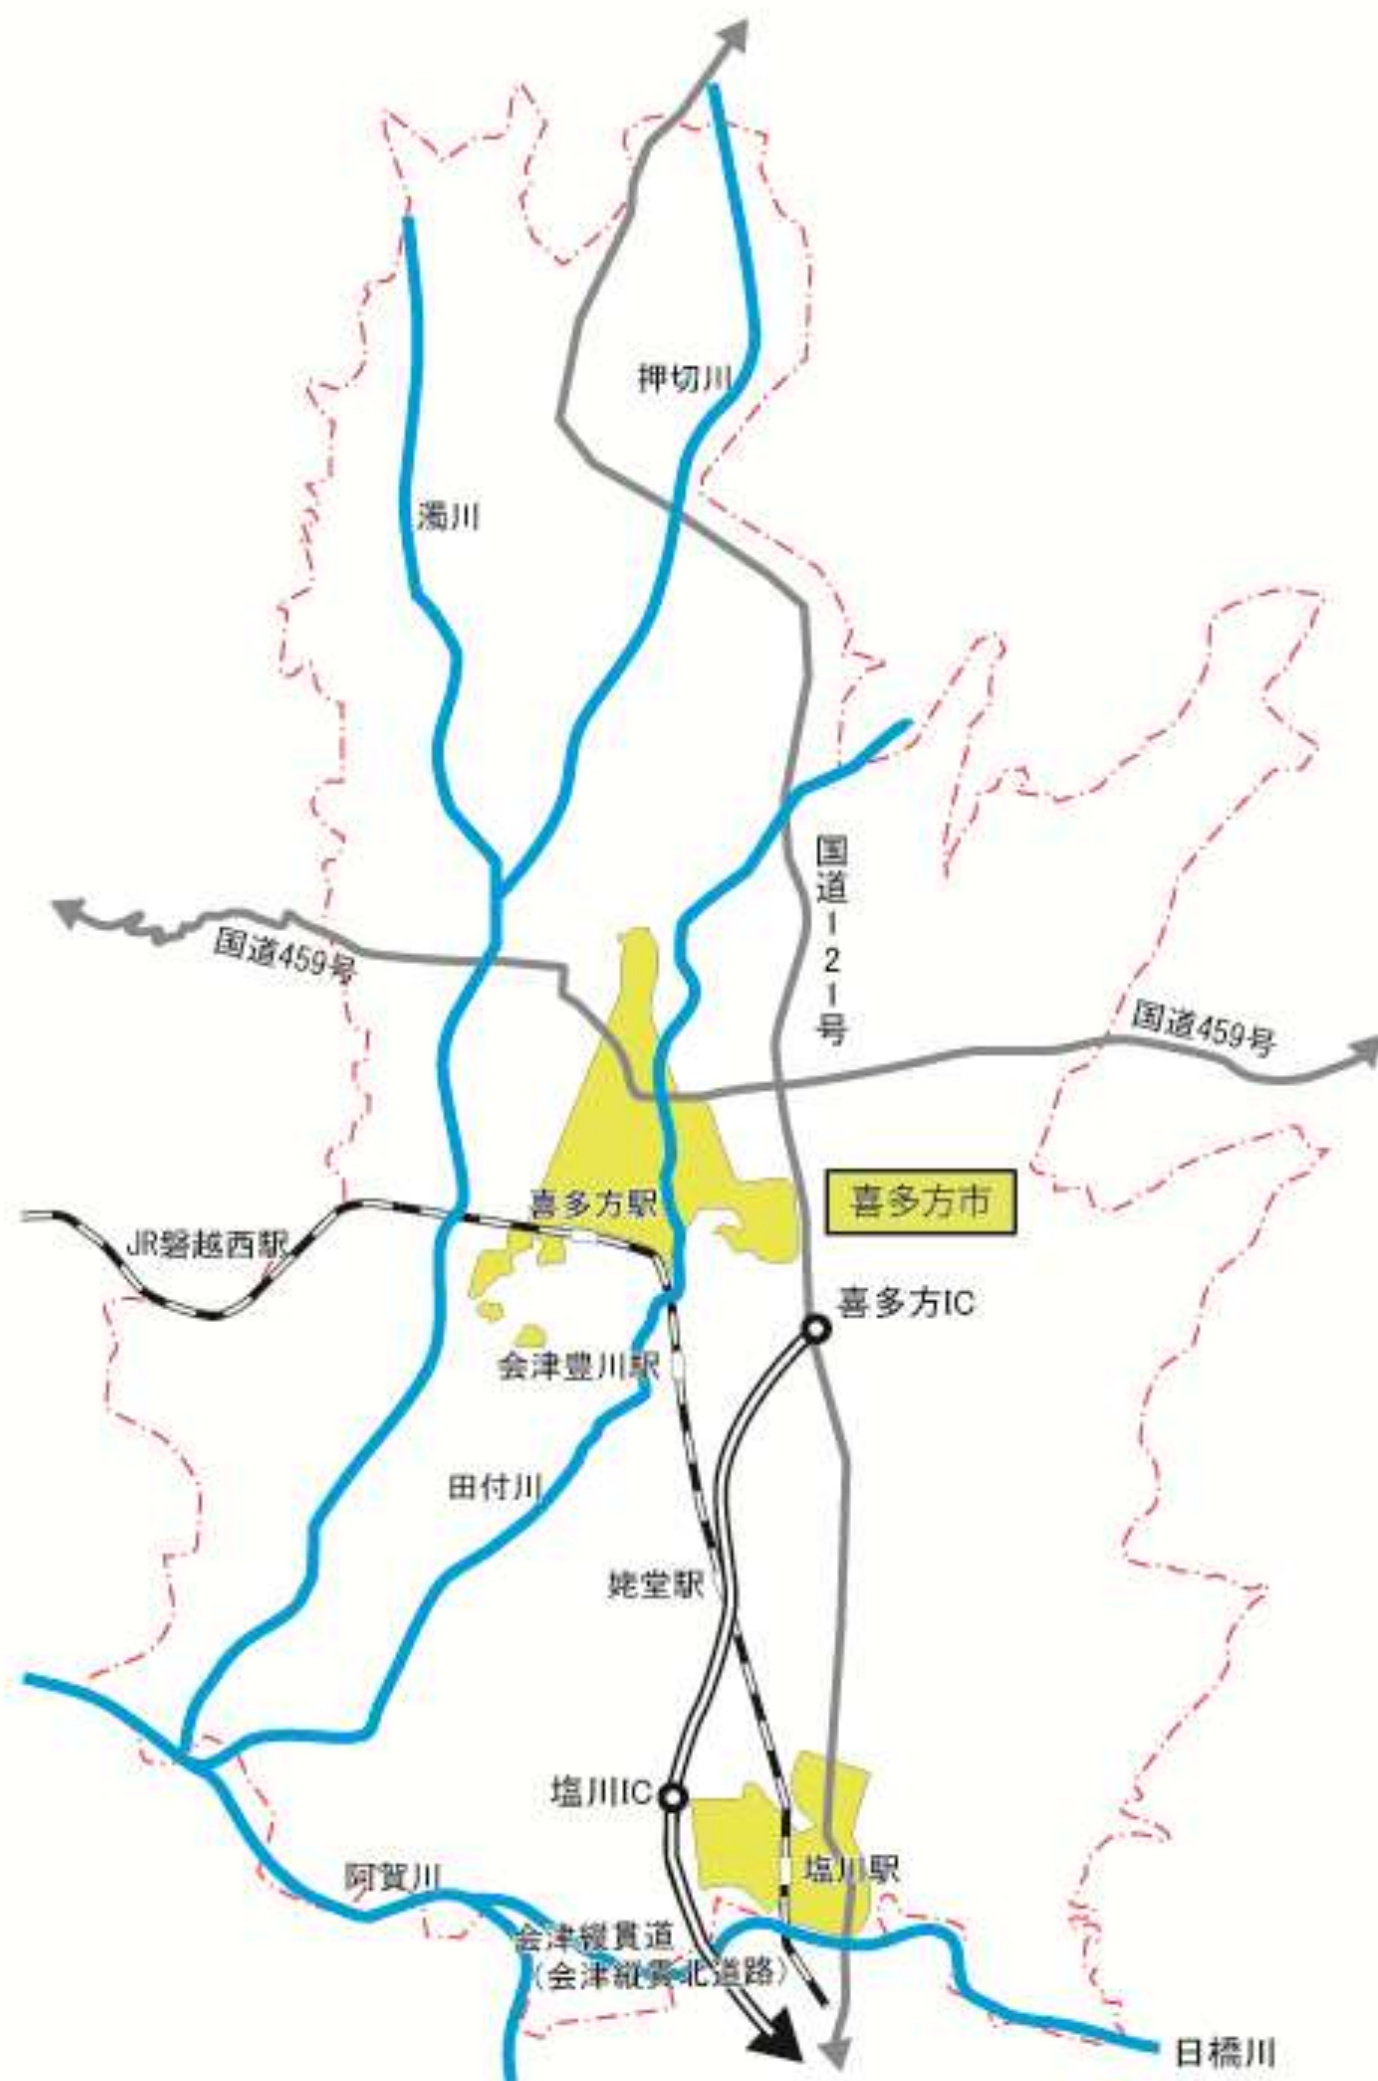 押切川
濁川
国道121号
国道459号
国道459号
喜多方駅
喜多方市
JR磐越西駅
喜多方IC
会津豊川駅
田付川
姥堂駅
塩川IC
塩川駅
阿賀川
会津縦貫道
(会津縦貫北道路)
日橋川